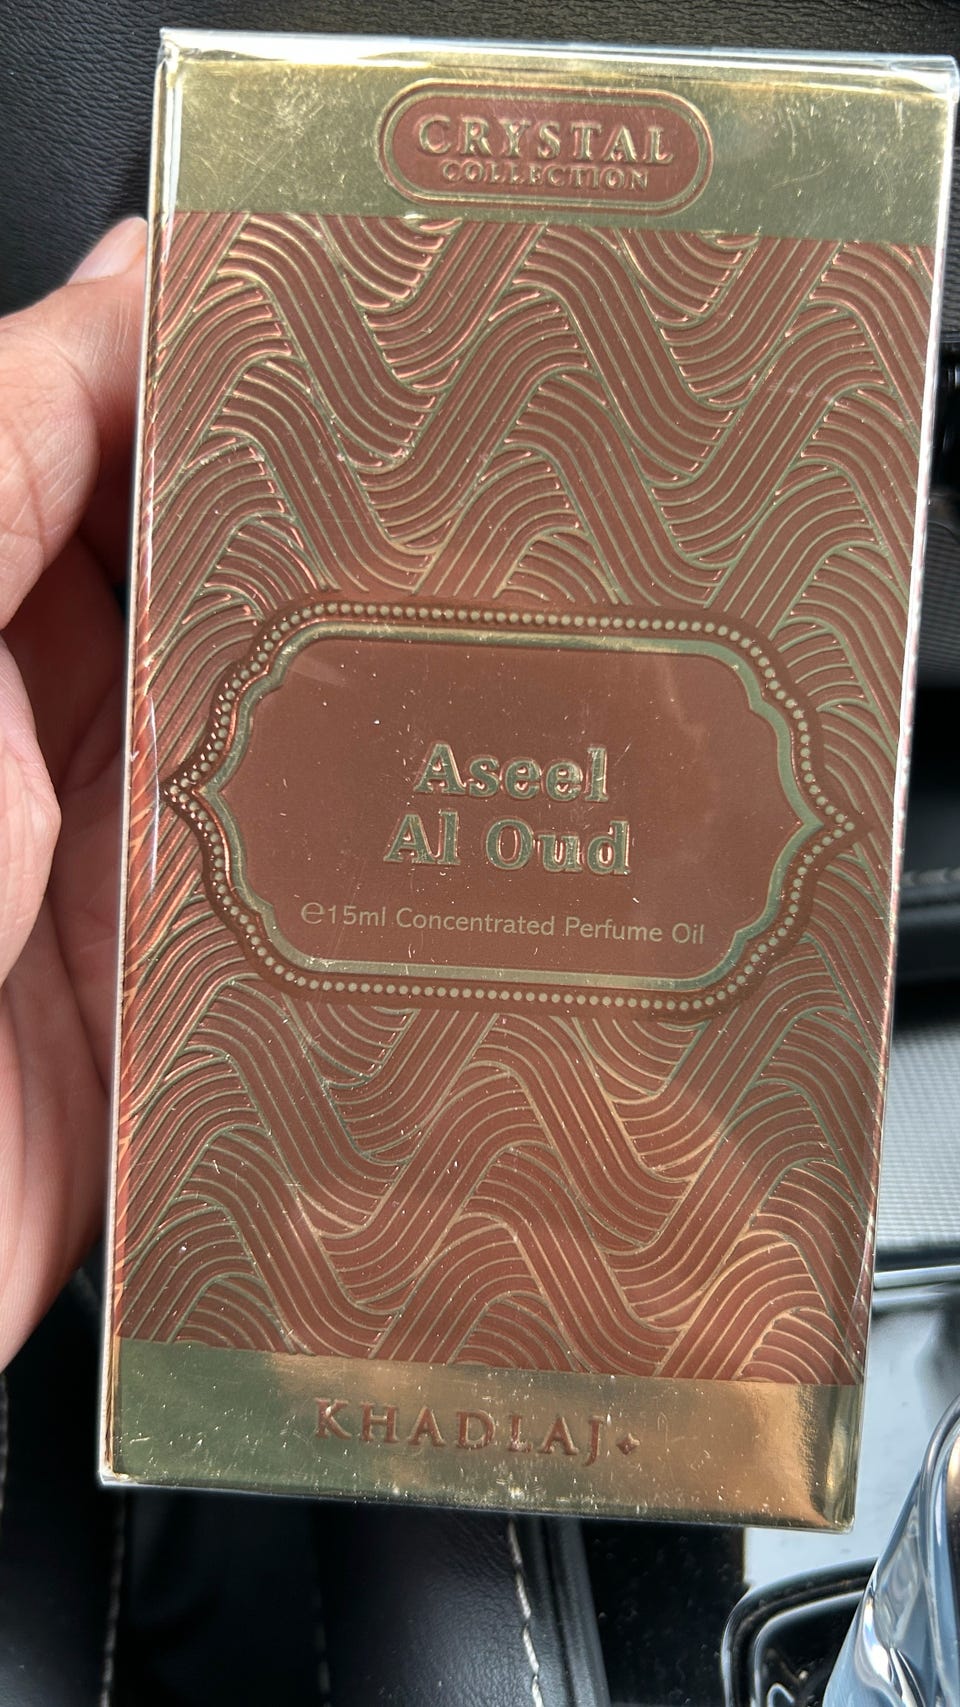 CRYSTAL
COLLECTION
Aseel
Al Oud
℮15ml Concentrated Perfume Oil
KHADLAJ